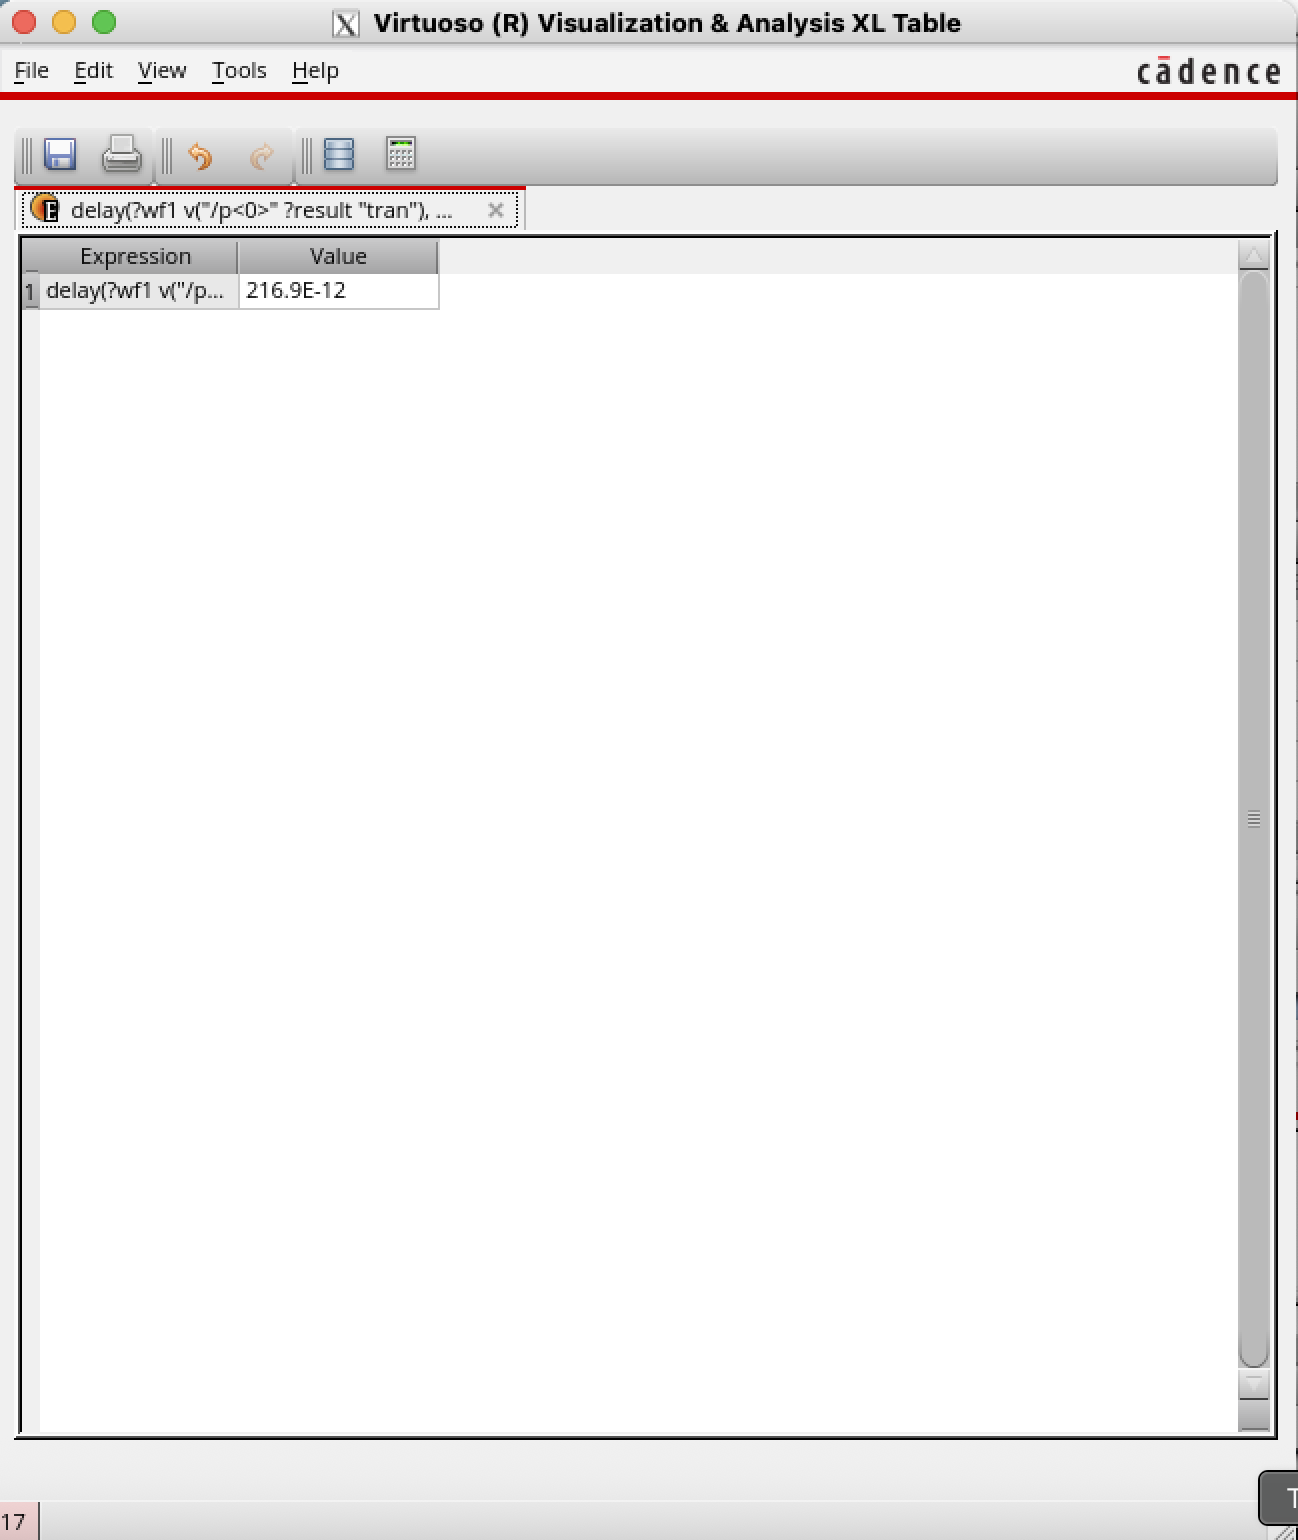 Virtuoso (R) Visualization & Analysis XL Table
File Edit View Tools Help
cādence
delay(?wf1 v("/p<0>" ?result "tran"), ...
Expression Value
1 delay(?wf1 v("/p... 216.9E-12
T
17